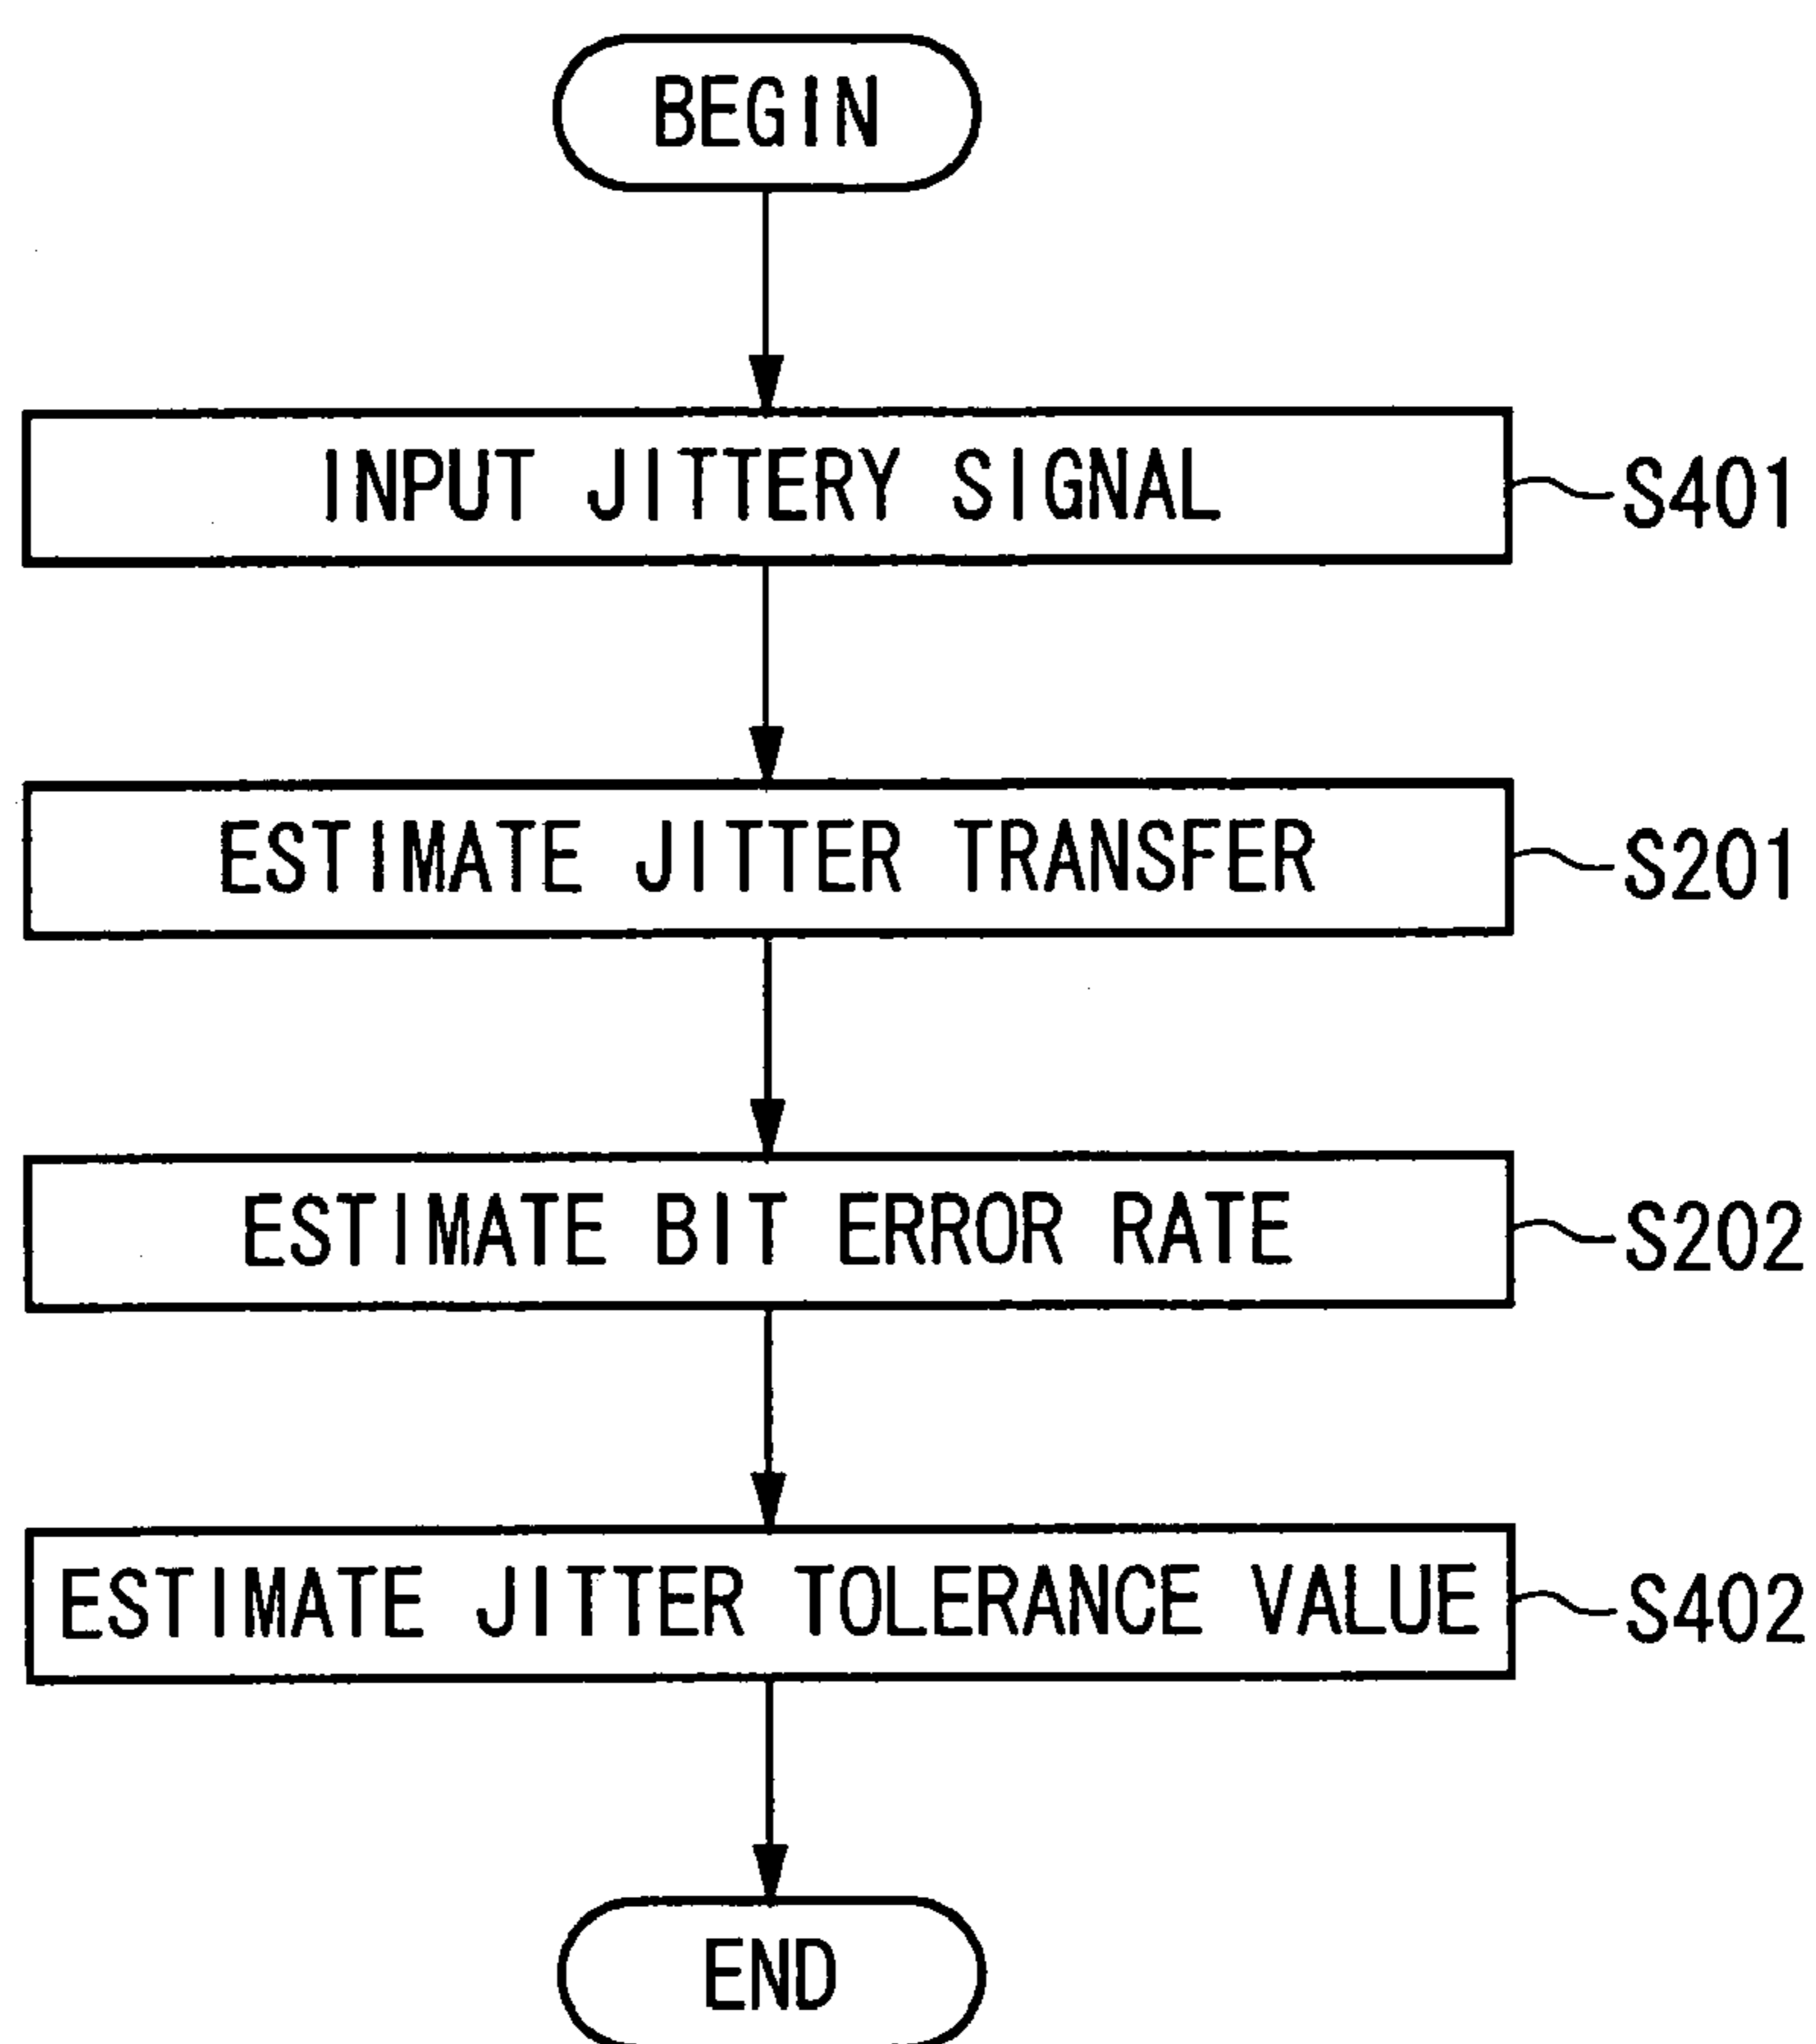 BEGIN
INPUT JITTERY SIGNAL
S401
ESTIMATE JITTER TRANSFER
S201
ESTIMATE BIT ERROR RATE
S202
ESTIMATE JITTER TOLERANCE VALUE
S402
END